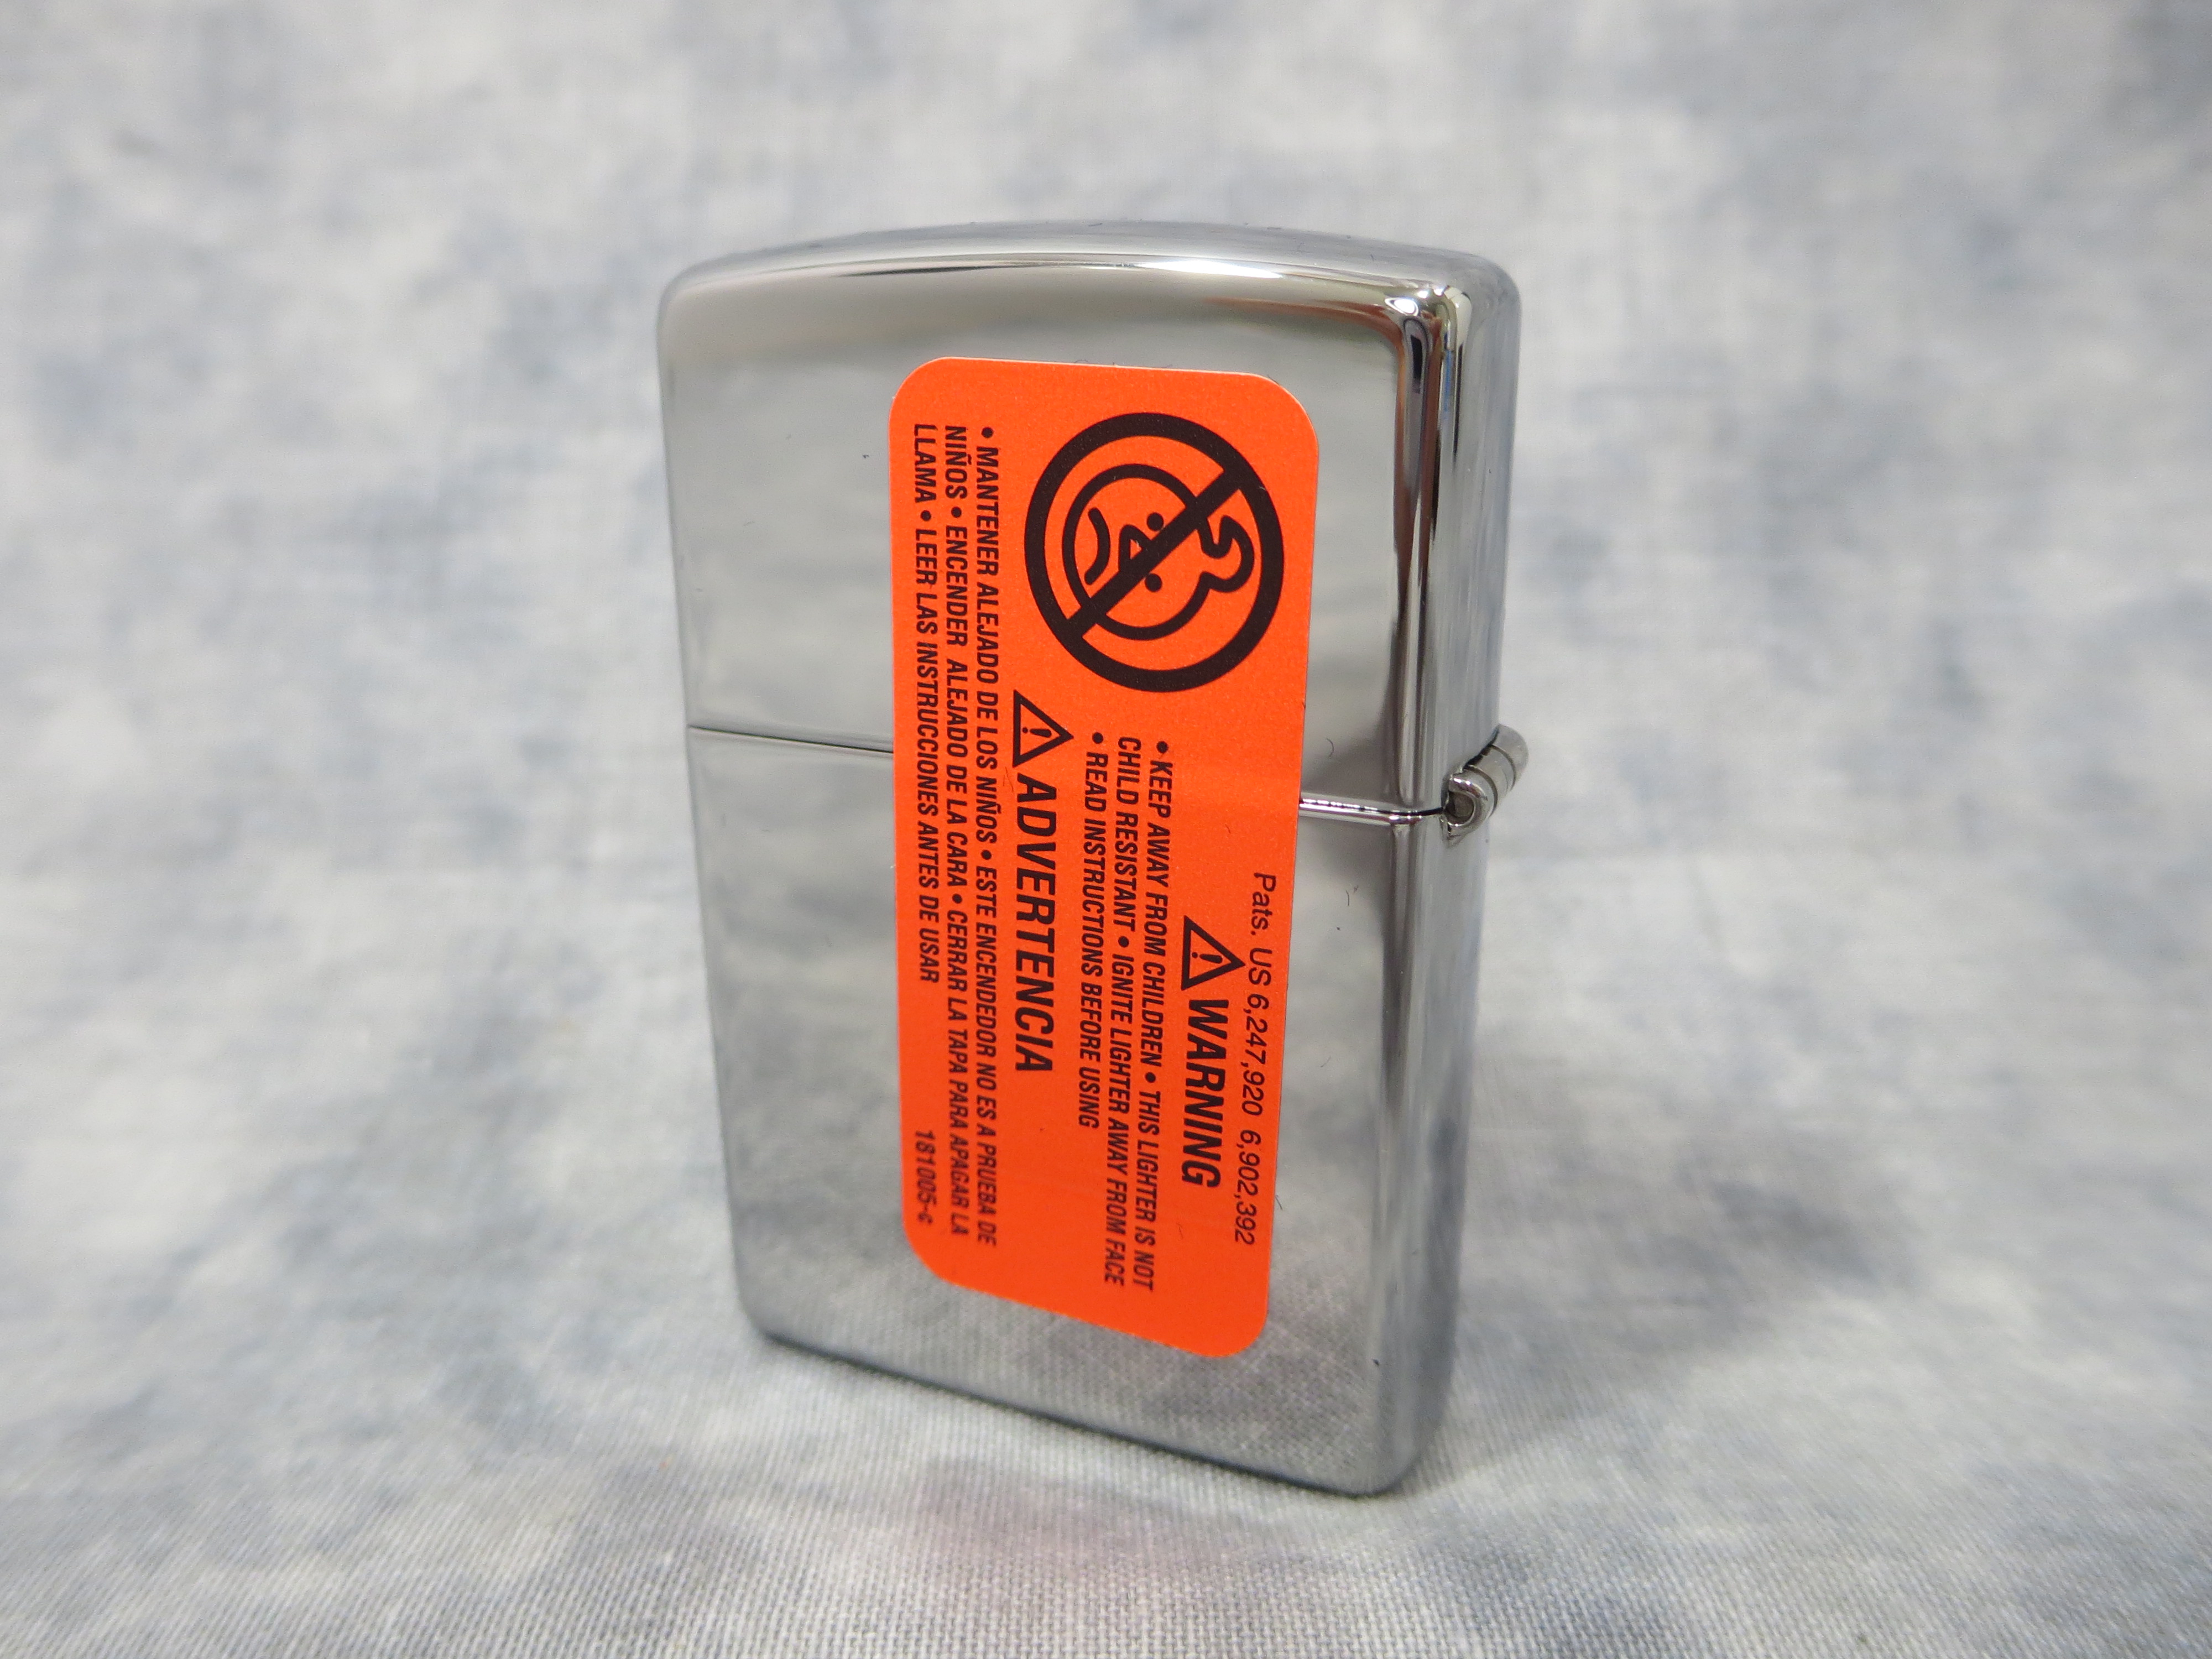 Pats. US 6,247,920 6,902,392
WARNING
•KEEP AWAY FROM CHILDREN • THIS LIGHTER IS NOT
CHILD RESISTANT • IGNITE LIGHTER AWAY FROM FACE
• READ INSTRUCTIONS BEFORE USING
ADVERTENCIA
• MANTENER ALEJADO DE LOS NIÑOS • ESTE ENCENDEDOR NO ES A PRUEBA DE
NIÑOS • ENCENDER ALEJADO DE LA CARA • CERRAR LA TAPA PARA APAGAR LA
LLAMA • LEER LAS INSTRUCCIONES ANTES DE USAR
181005-G